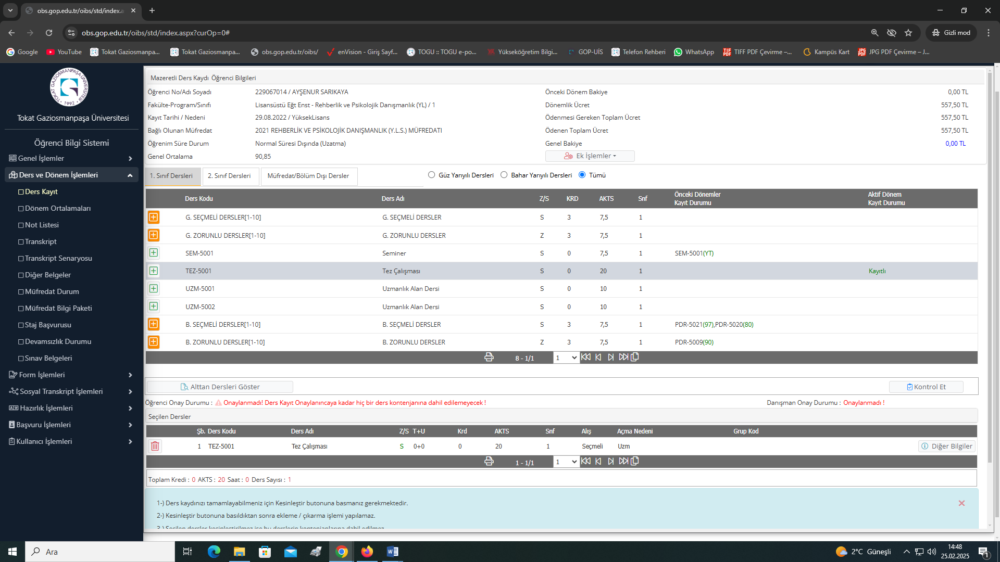 obs.gop.edu.tr/oibs/std/index.a
obs.gop.edu.tr/oibs/std/index.aspx?curOp=0#
Gizli mod
Google
YouTube
Tokat Gaziosmanpa...
Tokat Gaziosmanpa...
obs.gop.edu.tr/oibs/
enVision - Giriş Sayf...
TOGU :: TOGU e-po...
Yükseköğretim Bilgi...
GOP-UİS
Telefon Rehberi
WhatsApp
TIFF PDF Çevirme –...
Kampüs Kart
JPG PDF Çevirme – J...
TOKAT GAZİOSMANPAŞA ÜNİVERSİTESİ
1992
Tokat Gaziosmanpaşa Üniversitesi
Öğrenci Bilgi Sistemi
Genel İşlemler
Ders ve Dönem İşlemleri
Ders Kayıt
Dönem Ortalamaları
Not Listesi
Transkript
Transkript Senaryosu
Diğer Belgeler
Müfredat Durum
Müfredat Bilgi Paketi
Staj Başvurusu
Devamsızlık Durumu
Sınav Belgeleri
Form İşlemleri
Sosyal Transkript İşlemleri
Hazırlık İşlemleri
Başvuru İşlemleri
Kullanıcı İşlemleri
Mazeretli Ders Kaydı Öğrenci Bilgileri
Öğrenci No/Adı Soyadı 229067014 / AYŞENUR SARIKAYA Önceki Dönem Bakiye 0,00 TL
Fakülte-Program/Sınıfı Lisansüstü Eğt Enst - Rehberlik ve Psikolojik Danışmanlık (YL) / 1 Dönemlik Ücret 557,50 TL
Kayıt Tarihi / Nedeni 29.08.2022 / YüksekLisans Ödenmesi Gereken Toplam Ücret 557,50 TL
Bağlı Olunan Müfredat 2021 REHBERLİK VE PSİKOLOJİK DANIŞMANLIK (Y.L.S.) MÜFREDATI Ödenen Toplam Ücret 557,50 TL
Öğrenim Süre Durum Normal Süresi Dışında (Uzatma) Genel Bakiye 0,00 TL
Genel Ortalama 90,85 Ek İşlemler
1. Sınıf Dersleri 2. Sınıf Dersleri Müfredat/Bölüm Dışı Dersler Güz Yarıyılı Dersleri Bahar Yarıyılı Dersleri Tümü
Ders Kodu Ders Adı Z/S KRD AKTS Snf Önceki Dönemler Kayıt Durumu Aktif Dönem Kayıt Durumu
G. SEÇMELİ DERSLER[1-10] G. SEÇMELİ DERSLER S 3 7,5 1
G. ZORUNLU DERSLER[1-10] G. ZORUNLU DERSLER Z 3 7,5 1
SEM-5001 Seminer S 0 7,5 1 SEM-5001(YT)
TEZ-5001 Tez Çalışması S 0 20 1 Kayıtlı
UZM-5001 Uzmanlık Alan Dersi S 0 10 1
UZM-5002 Uzmanlık Alan Dersi S 0 10 1
B. SEÇMELİ DERSLER[1-10] B. SEÇMELİ DERSLER S 3 7,5 1 PDR-5021(97),PDR-5020(80)
B. ZORUNLU DERSLER[1-10] B. ZORUNLU DERSLER Z 3 7,5 1 PDR-5009(90)
8 - 1/1 1
Alttan Dersleri Göster Kontrol Et
Öğrenci Onay Durumu : Onaylanmadı! Ders Kayıt Onaylanıncaya kadar hiç bir ders kontenjanına dahil edilemeyecek ! Danışman Onay Durumu : Onaylanmadı !
Seçilen Dersler
Şb. Ders Kodu Ders Adı Z/S T+U Krd AKTS Snf Alış Açma Nedeni Grup Kod
1 TEZ-5001 Tez Çalışması S 0+0 0 20 1 Seçmeli Uzm Diğer Bilgiler
1 - 1/1 1
Toplam Kredi : 0 AKTS : 20 Saat : 0 Ders Sayısı : 1
1-) Ders kaydınızı tamamlayabilmeniz için Kesinleştir butonuna basmanız gerekmektedir.
2-) Kesinleştir butonuna basıldıktan sonra ekleme / çıkarma işlemi yapılamaz.
3-) Seçilen dersler kesinleştirilmez ise bu derslerin kontenjanlarına dahil edilmez
Ara
2°C Güneşli
14:48
25.02.2025
1